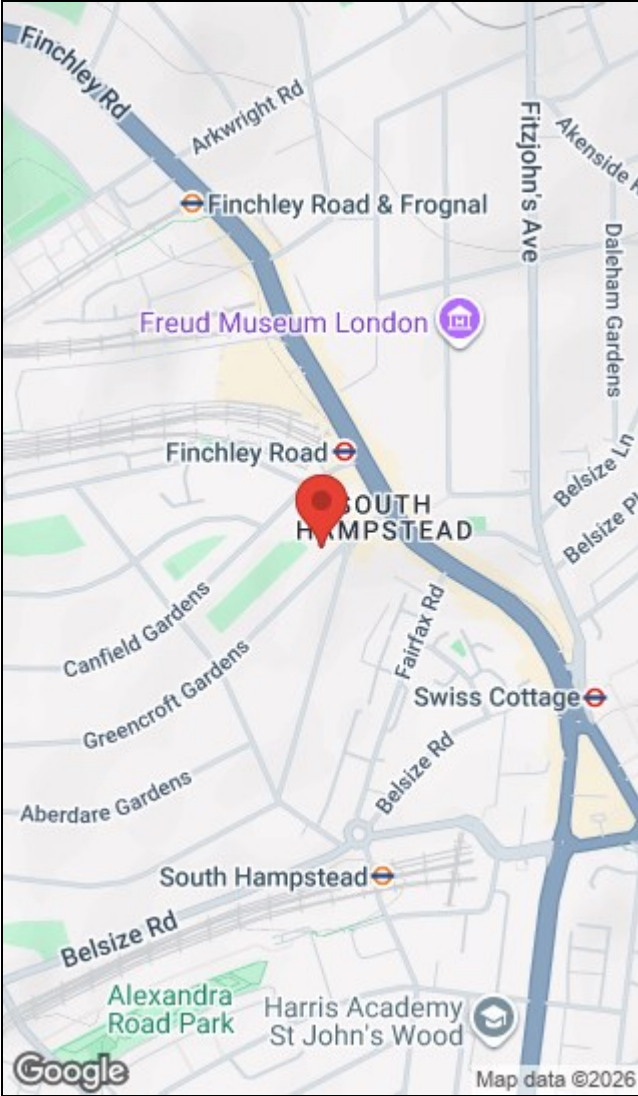 Finchley Rd
Arkwright Rd
Fitzjohn's Ave
Finchley Road & Frognal
Daleham Gardens
Freud Museum London
Finchley Road
Belsize Ln
SOUTH
HAMPSTEAD
Fairfax Rd
Canfield Gardens
Greencroft Gardens
Swiss Cottage
Belsize Rd
Aberdare Gardens
South Hampstead
Belsize Rd
Alexandra
Road Park
Harris Academy
St John's Wood
Google
Map data ©2026
Akenside
Belsize